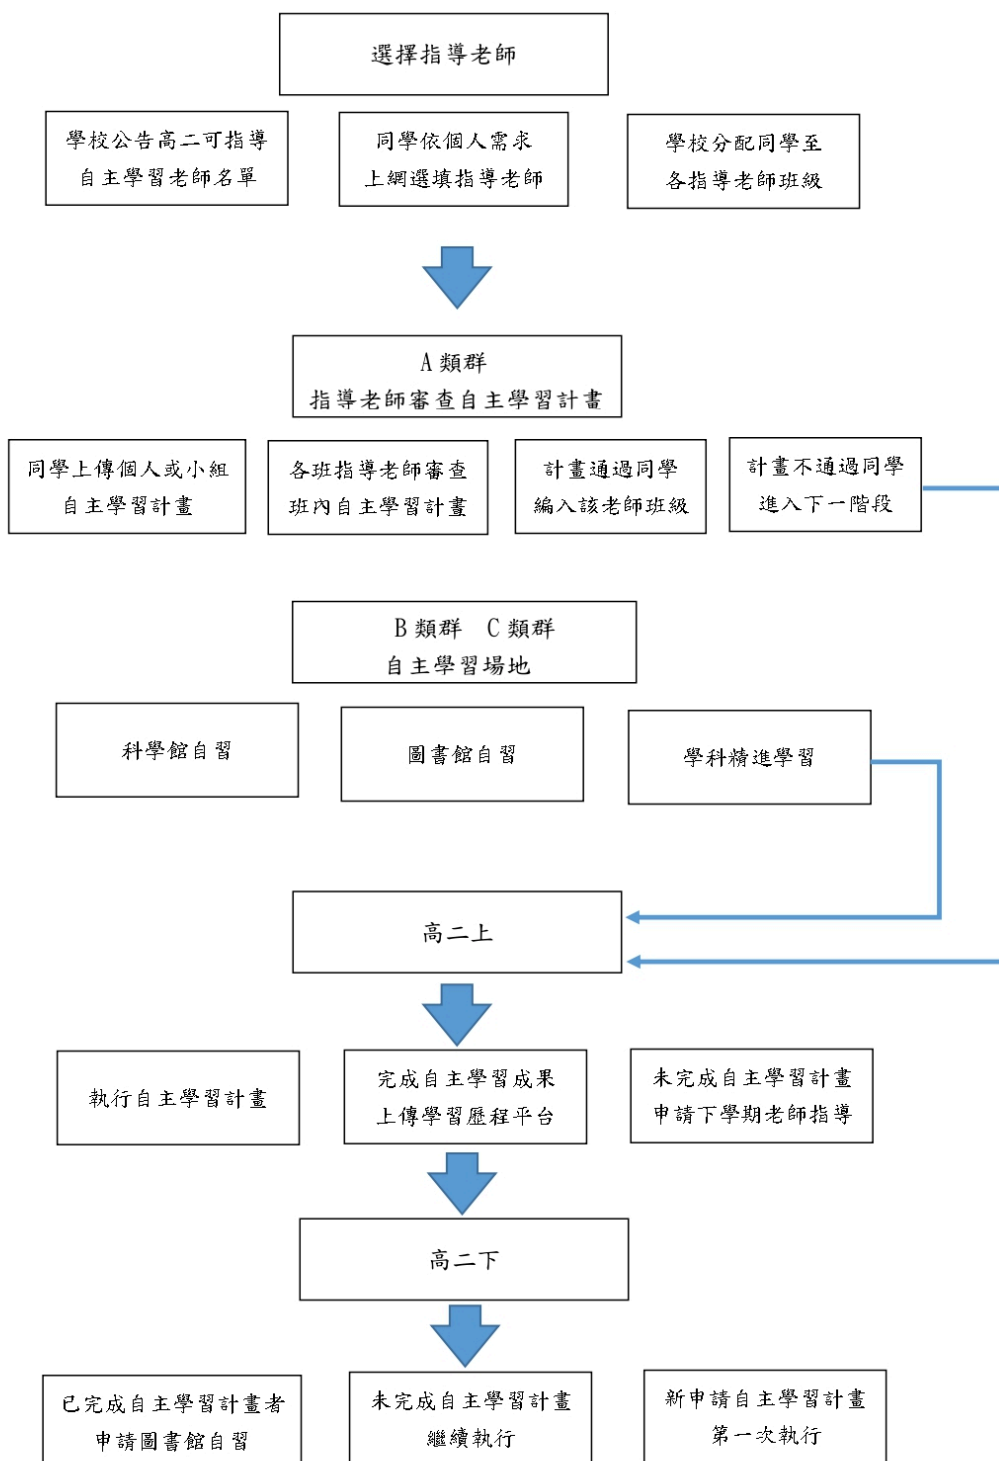 選擇指導老師
學校公告高二可指導
自主學習老師名單
同學依個人需求
上網選填指導老師
學校分配同學至
各指導老師班級
A 類群
指導老師審查自主學習計畫
同學上傳個人或小組
自主學習計畫
各班指導老師審查
班內自主學習計畫
計畫通過同學
編入該老師班級
計畫不通過同學
進入下一階段
B 類群 C 類群
自主學習場地
科學館自習
圖書館自習
學科精進學習
高二上
執行自主學習計畫
完成自主學習成果
上傳學習歷程平台
未完成自主學習計畫
申請下學期老師指導
高二下
已完成自主學習計畫者
申請圖書館自習
未完成自主學習計畫
繼續執行
新申請自主學習計畫
第一次執行